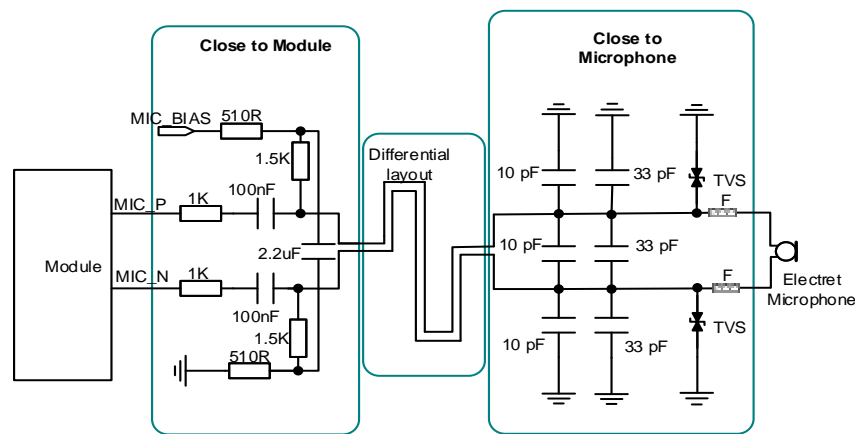 Close to Module
Close to
Microphone
MIC_BIAS
510R
1.5K
Differential
layout
10 pF
33 pF
TVS
MIC_P
1K
100nF
F
2.2uF
10 pF
33 pF
Module
MIC_N
1K
F
Electret
Microphone
100nF
1.5K
510R
10 pF
33 pF
TVS